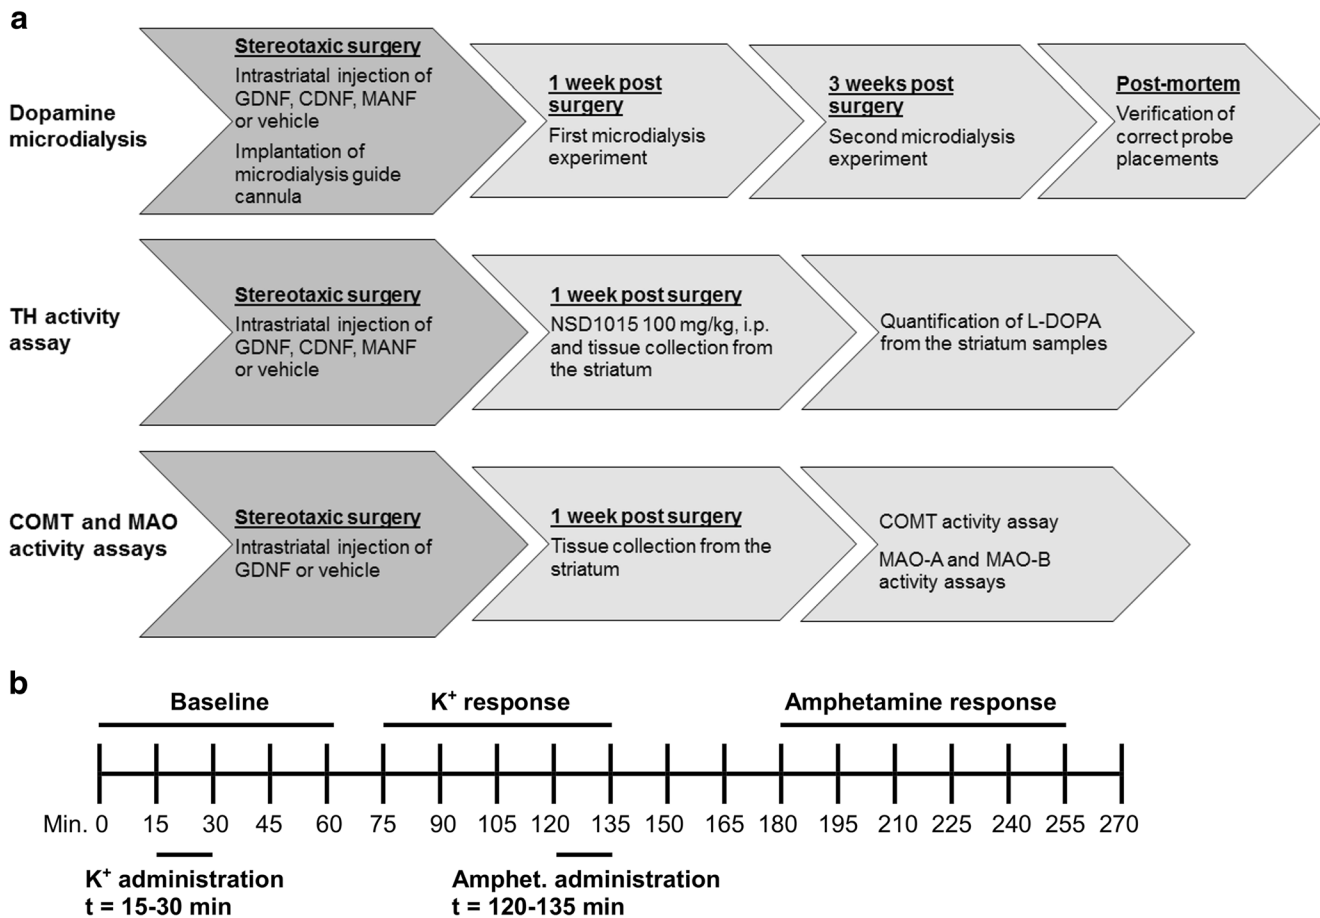 a
Dopamine
microdialysis
Stereotaxic surgery
Intrastriatal injection of
GDNF, CDNF, MANF
or vehicle
Implantation of
microdialysis guide
cannula
1 week post
surgery
First microdialysis
experiment
3 weeks post
surgery
Second microdialysis
experiment
Post-mortem
Verification of
correct probe
placements
TH activity
assay
Stereotaxic surgery
Intrastriatal injection of
GDNF, CDNF, MANF
or vehicle
1 week post surgery
NSD1015 100 mg/kg, i.p.
and tissue collection from
the striatum
Quantification of L-DOPA
from the striatum samples
COMT and MAO
activity assays
Stereotaxic surgery
Intrastriatal injection of
GDNF or vehicle
1 week post surgery
Tissue collection from the
striatum
COMT activity assay
MAO-A and MAO-B
activity assays
b
Baseline K⁺ response Amphetamine response
Min. 0 15 30 45 60 75 90 105 120 135 150 165 180 195 210 225 240 255 270
K⁺ administration
t = 15-30 min
Amphet. administration
t = 120-135 min